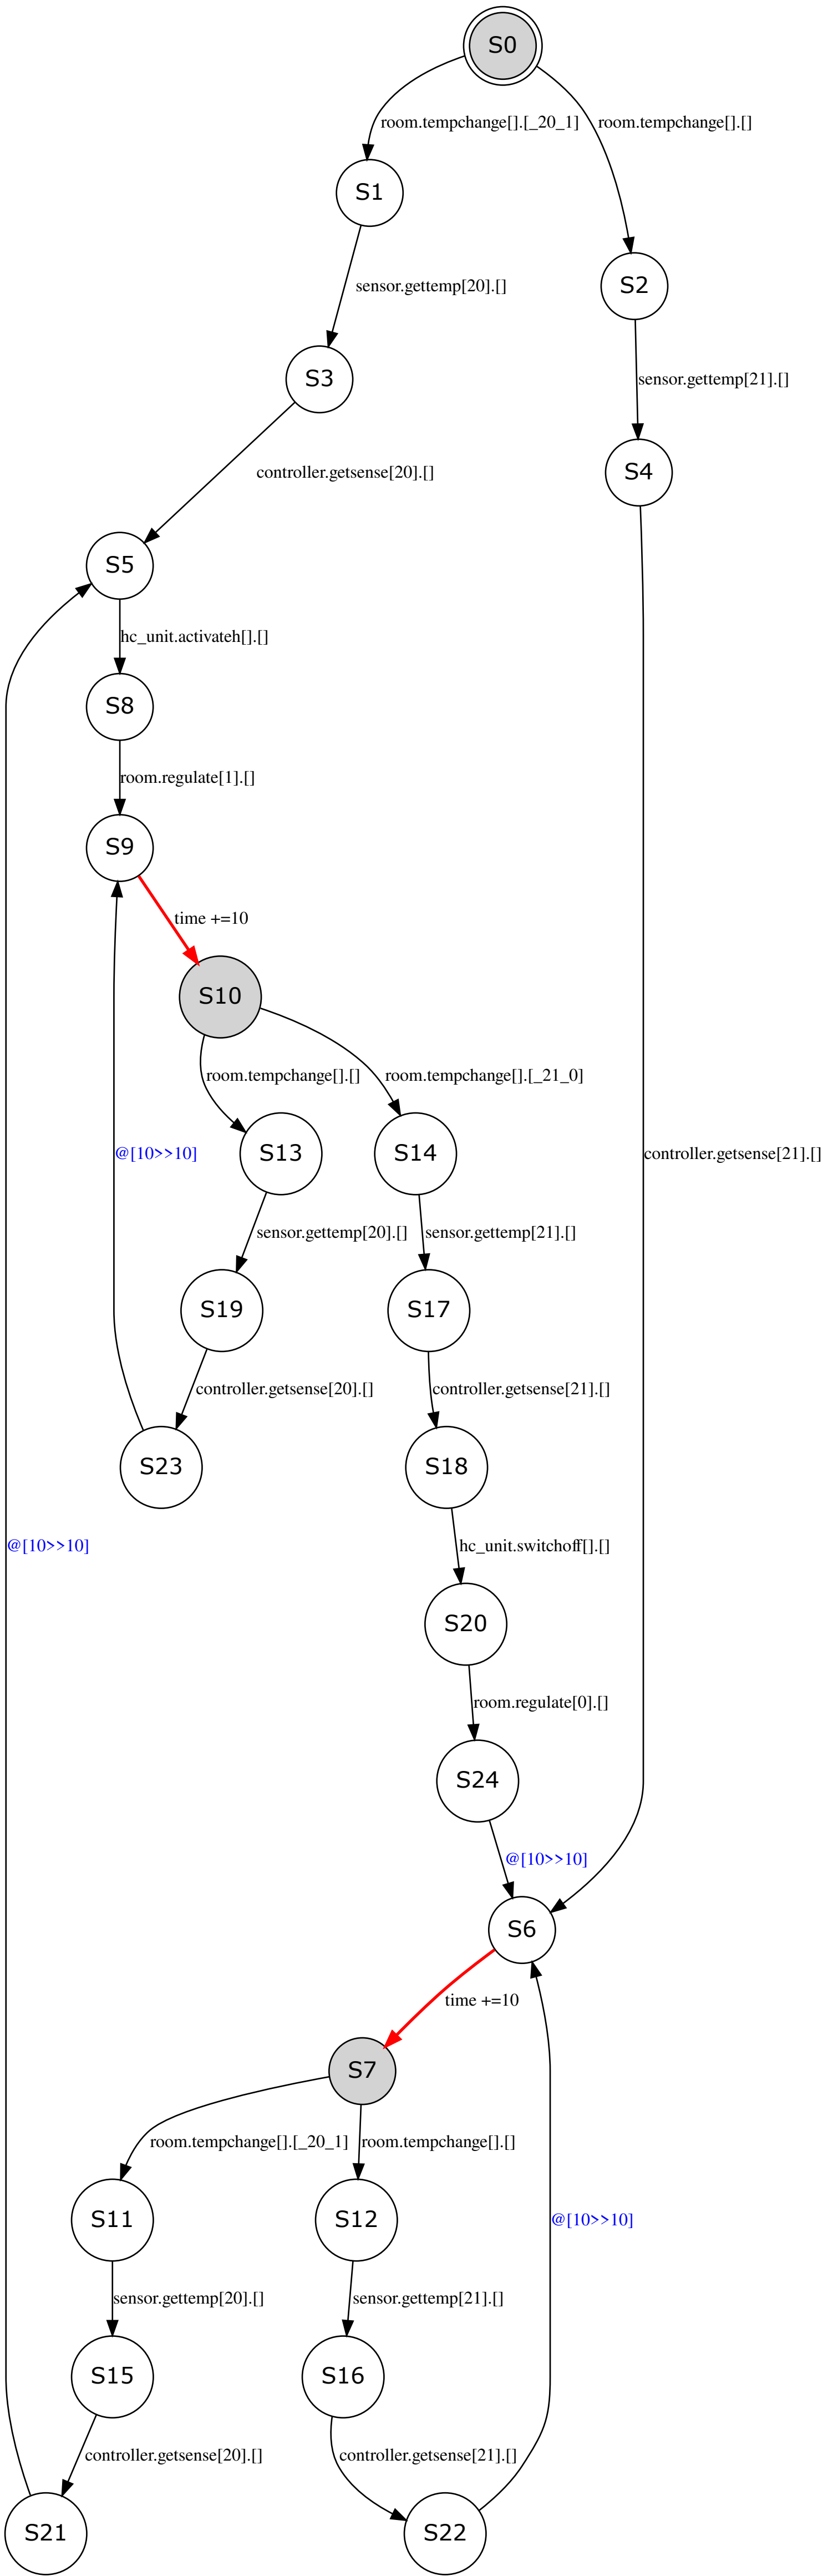 S0
room.tempchange[].[_20_1]
room.tempchange[].[]
S1
S2
sensor.gettemp[20].[]
S3
sensor.gettemp[21].[]
S4
controller.getsense[20].[]
S5
hc_unit.activateh[].[]
S8
room.regulate[1].[]
S9
time +=10
S10
room.tempchange[].[]
room.tempchange[].[_21_0]
@[10>>10]
S13
S14
controller.getsense[21].[]
sensor.gettemp[20].[]
sensor.gettemp[21].[]
S19
S17
controller.getsense[20].[]
controller.getsense[21].[]
S23
S18
@[10>>10]
hc_unit.switchoff[].[]
S20
room.regulate[0].[]
S24
@[10>>10]
S6
time +=10
S7
room.tempchange[].[_20_1]
room.tempchange[].[]
S11
S12
@[10>>10]
sensor.gettemp[20].[]
sensor.gettemp[21].[]
S15
S16
controller.getsense[20].[]
controller.getsense[21].[]
S21
S22